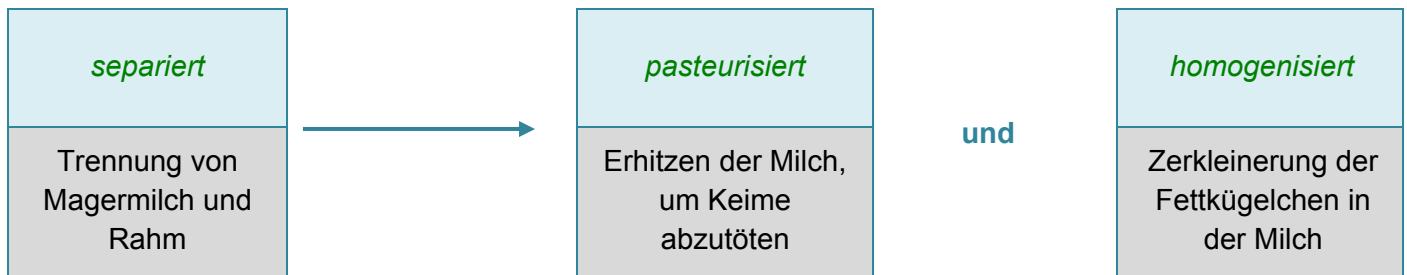 separiert
Trennung von
Magermilch und
Rahm
pasteurisiert
Erhitzen der Milch,
um Keime
abzutöten
und
homogenisiert
Zerkleinerung der
Fettkügelchen in
der Milch